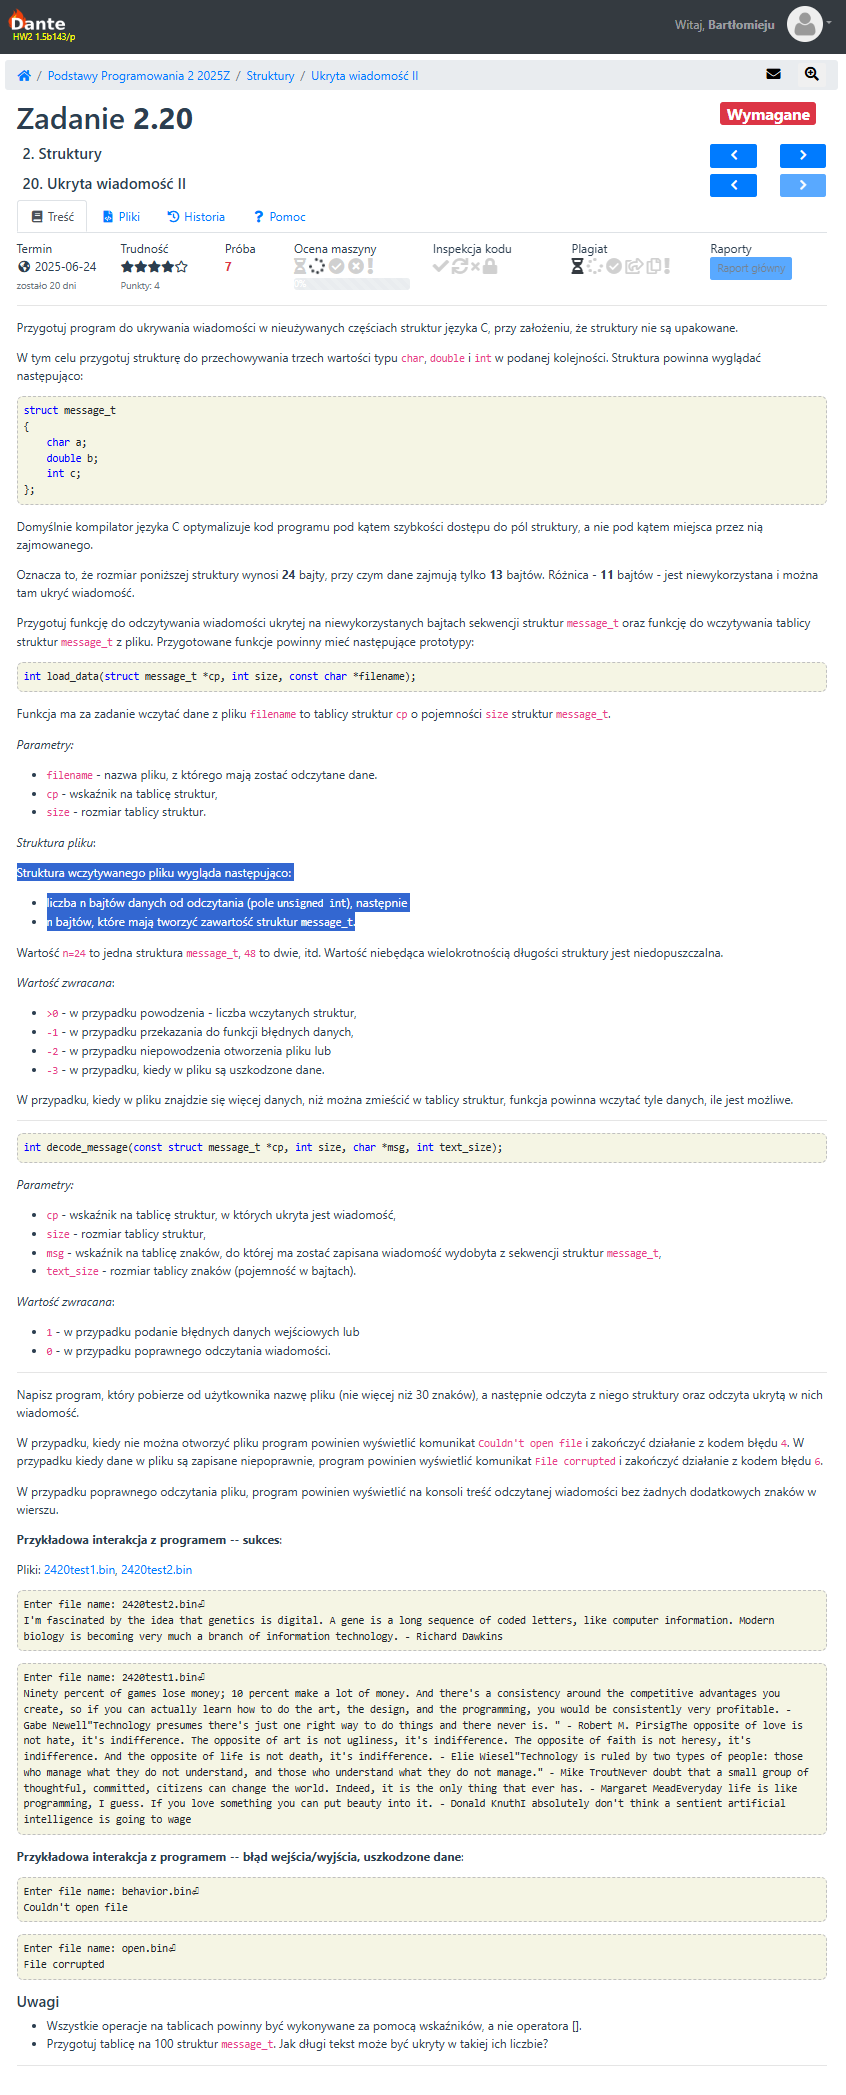 Dante
HW2 1.5b143/p
Witaj, Bartłomieju
/ Podstawy Programowania 2 2025Z / Struktury / Ukryta wiadomość II
Zadanie 2.20
Wymagane
2. Struktury
20. Ukryta wiadomość II
Treść Pliki Historia Pomoc
Termin Trudność Próba Ocena maszyny Inspekcja kodu Plagiat Raporty
2025-06-24 7 Raport główny
zostało 20 dni Punkty: 4 0%
Przygotuj program do ukrywania wiadomości w nieużywanych częściach struktur języka C, przy założeniu, że struktury nie są upakowane.
W tym celu przygotuj strukturę do przechowywania trzech wartości typu char, double i int w podanej kolejności. Struktura powinna wyglądać
następująco:
struct message_t
{
    char a;
    double b;
    int c;
};
Domyślnie kompilator języka C optymalizuje kod programu pod kątem szybkości dostępu do pól struktury, a nie pod kątem miejsca przez nią
zajmowanego.
Oznacza to, że rozmiar poniższej struktury wynosi 24 bajty, przy czym dane zajmują tylko 13 bajtów. Różnica - 11 bajtów - jest niewykorzystana i można
tam ukryć wiadomość.
Przygotuj funkcję do odczytywania wiadomości ukrytej na niewykorzystanych bajtach sekwencji struktur message_t oraz funkcję do wczytywania tablicy
struktur message_t z pliku. Przygotowane funkcje powinny mieć następujące prototypy:
int load_data(struct message_t *cp, int size, const char *filename);
Funkcja ma za zadanie wczytać dane z pliku filename to tablicy struktur cp o pojemności size struktur message_t.
Parametry:
• filename - nazwa pliku, z którego mają zostać odczytane dane.
• cp - wskaźnik na tablicę struktur,
• size - rozmiar tablicy struktur.
Struktura pliku:
Struktura wczytywanego pliku wygląda następująco:
• liczba n bajtów danych od odczytania (pole unsigned int), następnie
• n bajtów, które mają tworzyć zawartość struktur message_t.
Wartość n=24 to jedna struktura message_t, 48 to dwie, itd. Wartość niebędąca wielokrotnością długości struktury jest niedopuszczalna.
Wartość zwracana:
• >0 - w przypadku powodzenia - liczba wczytanych struktur,
• -1 - w przypadku przekazania do funkcji błędnych danych,
• -2 - w przypadku niepowodzenia otworzenia pliku lub
• -3 - w przypadku, kiedy w pliku są uszkodzone dane.
W przypadku, kiedy w pliku znajdzie się więcej danych, niż można zmieścić w tablicy struktur, funkcja powinna wczytać tyle danych, ile jest możliwe.
int decode_message(const struct message_t *cp, int size, char *msg, int text_size);
Parametry:
• cp - wskaźnik na tablicę struktur, w których ukryta jest wiadomość,
• size - rozmiar tablicy struktur,
• msg - wskaźnik na tablicę znaków, do której ma zostać zapisana wiadomość wydobyta z sekwencji struktur message_t,
• text_size - rozmiar tablicy znaków (pojemność w bajtach).
Wartość zwracana:
• 1 - w przypadku podanie błędnych danych wejściowych lub
• 0 - w przypadku poprawnego odczytania wiadomości.
Napisz program, który pobierze od użytkownika nazwę pliku (nie więcej niż 30 znaków), a następnie odczyta z niego struktury oraz odczyta ukrytą w nich
wiadomość.
W przypadku, kiedy nie można otworzyć pliku program powinien wyświetlić komunikat Couldn't open file i zakończyć działanie z kodem błędu 4. W
przypadku kiedy dane w pliku są zapisane niepoprawnie, program powinien wyświetlić komunikat File corrupted i zakończyć działanie z kodem błędu 6.
W przypadku poprawnego odczytania pliku, program powinien wyświetlić na konsoli treść odczytanej wiadomości bez żadnych dodatkowych znaków w
wierszu.
Przykładowa interakcja z programem -- sukces:
Pliki: 2420test1.bin, 2420test2.bin
Enter file name: 2420test2.bin⏎
I'm fascinated by the idea that genetics is digital. A gene is a long sequence of coded letters, like computer information. Modern
biology is becoming very much a branch of information technology. - Richard Dawkins
Enter file name: 2420test1.bin⏎
Ninety percent of games lose money; 10 percent make a lot of money. And there's a consistency around the competitive advantages you
create, so if you can actually learn how to do the art, the design, and the programming, you would be consistently very profitable. -
Gabe Newell"Technology presumes there's just one right way to do things and there never is. " - Robert M. PirsigThe opposite of love is
not hate, it's indifference. The opposite of art is not ugliness, it's indifference. The opposite of faith is not heresy, it's
indifference. And the opposite of life is not death, it's indifference. - Elie Wiesel"Technology is ruled by two types of people: those
who manage what they do not understand, and those who understand what they do not manage." - Mike TroutNever doubt that a small group of
thoughtful, committed, citizens can change the world. Indeed, it is the only thing that ever has. - Margaret MeadEveryday life is like
programming, I guess. If you love something you can put beauty into it. - Donald KnuthI absolutely don't think a sentient artificial
intelligence is going to wage
Przykładowa interakcja z programem -- błąd wejścia/wyjścia, uszkodzone dane:
Enter file name: behavior.bin⏎
Couldn't open file
Enter file name: open.bin⏎
File corrupted
Uwagi
• Wszystkie operacje na tablicach powinny być wykonywane za pomocą wskaźników, a nie operatora [].
• Przygotuj tablicę na 100 struktur message_t. Jak długi tekst może być ukryty w takiej ich liczbie?